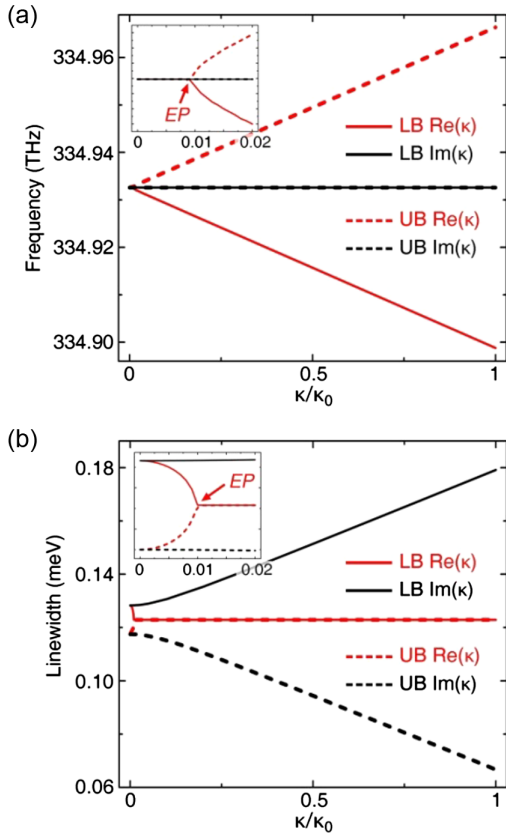 (a)
334.96
334.94
334.92
334.90
Frequency (THz)
EP
0 0.01 0.02
LB Re(κ)
LB Im(κ)
UB Re(κ)
UB Im(κ)
0 0.5 1
κ/κ0
(b)
0.18
0.14
0.10
0.06
Linewidth (meV)
EP
0 0.01 0.02
LB Re(κ)
LB Im(κ)
UB Re(κ)
UB Im(κ)
0 0.5 1
κ/κ0